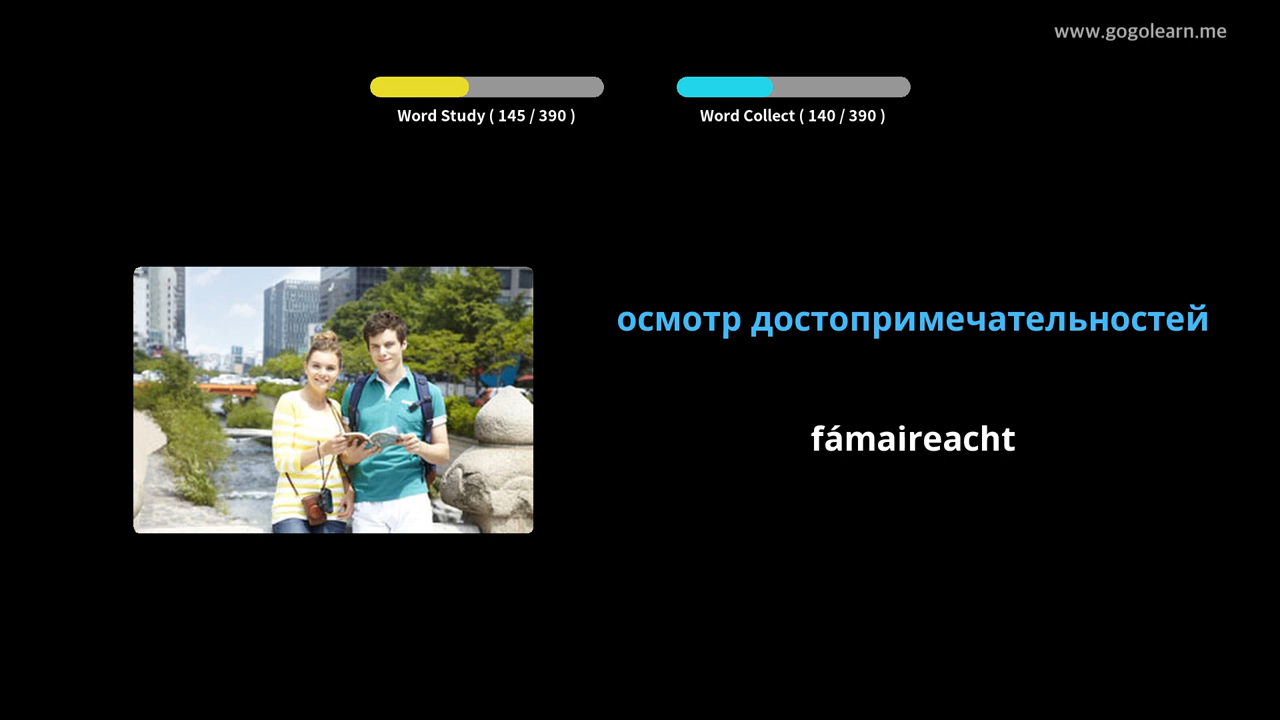 www.gogolearn.me
Word Study ( 145 / 390 )
Word Collect ( 140 / 390 )
осмотр достопримечательностей
fámaireacht